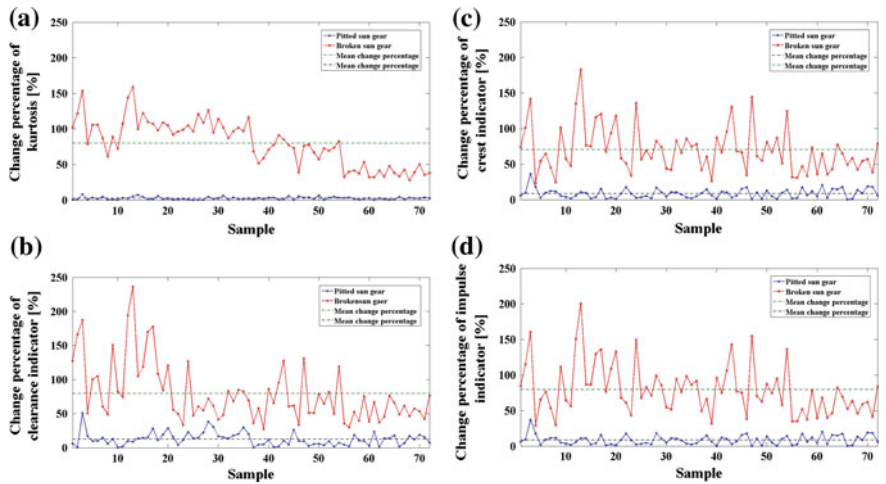 (a)
Change percentage of
kurtosis [%]
250
200
150
100
50
0
10
20
30
40
50
60
70
Sample
Pitted sun gear
Broken sun gear
Mean change percentage
Mean change percentage
(c)
Change percentage of
crest indicator [%]
250
200
150
100
50
0
10
20
30
40
50
60
70
Sample
Pitted sun gear
Broken sun gear
Mean change percentage
Mean change percentage
(b)
Change percentage of
clearance indicator [%]
250
200
150
100
50
0
10
20
30
40
50
60
70
Sample
Pitted sun gear
Brokensun gaer
Mean change percentage
Mean change percentage
(d)
Change percentage of impulse
indicator [%]
250
200
150
100
50
0
10
20
30
40
50
60
70
Sample
Pitted sun gear
Broken sun gear
Mean change percentage
Mean change percentage